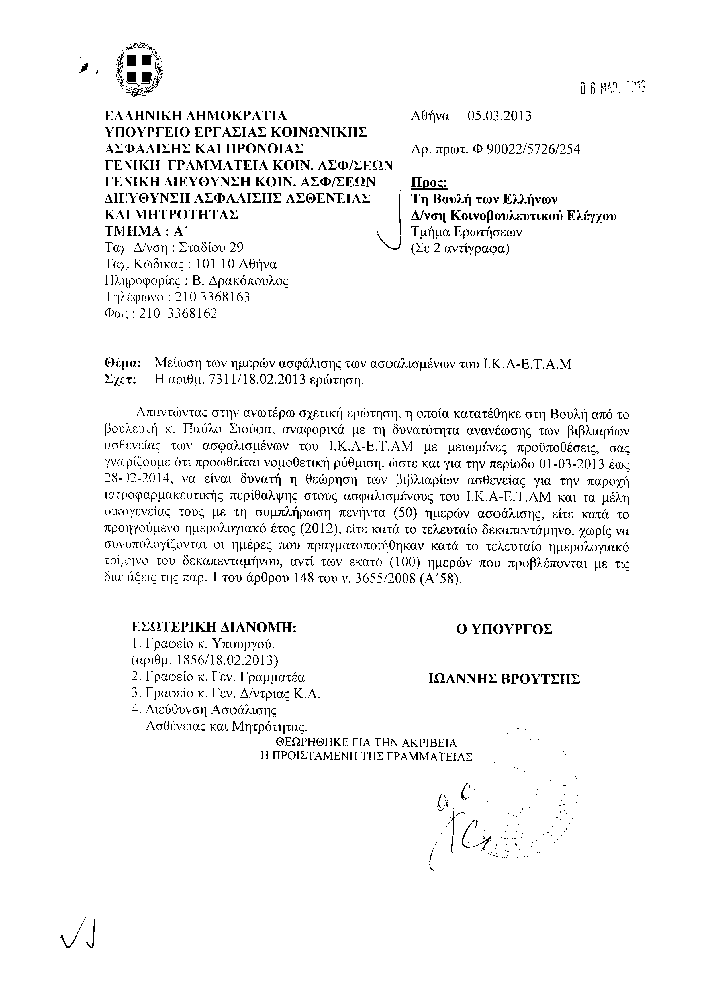 06 ΜΑΡ. 2013
ΕΛΛΗΝΙΚΗ ΔΗΜΟΚΡΑΤΙΑ
ΥΠΟΥΡΓΕΙΟ ΕΡΓΑΣΙΑΣ ΚΟΙΝΩΝΙΚΗΣ
ΑΣΦΑΛΙΣΗΣ ΚΑΙ ΠΡΟΝΟΙΑΣ
ΓΕΝΙΚΗ ΓΡΑΜΜΑΤΕΙΑ ΚΟΙΝ. ΑΣΦ/ΣΕΩΝ
ΓΕΝΙΚΗ ΔΙΕΥΘΥΝΣΗ ΚΟΙΝ. ΑΣΦ/ΣΕΩΝ
ΔΙΕΥΘΥΝΣΗ ΑΣΦΑΛΙΣΗΣ ΑΣΘΕΝΕΙΑΣ
ΚΑΙ ΜΗΤΡΟΤΗΤΑΣ
ΤΜΗΜΑ : Α΄
Ταχ. Δ/νση : Σταδίου 29
Ταχ. Κώδικας : 101 10 Αθήνα
Πληροφορίες : Β. Δρακόπουλος
Τηλέφωνο : 210 3368163
Φαξ : 210 3368162
Αθήνα 05.03.2013
Αρ. πρωτ. Φ 90022/5726/254
Προς:
Τη Βουλή των Ελλήνων
Δ/νση Κοινοβουλευτικού Ελέγχου
Τμήμα Ερωτήσεων
(Σε 2 αντίγραφα)
Θέμα: Μείωση των ημερών ασφάλισης των ασφαλισμένων του Ι.Κ.Α-Ε.Τ.Α.Μ
Σχετ: Η αριθμ. 7311/18.02.2013 ερώτηση.
Απαντώντας στην ανωτέρω σχετική ερώτηση, η οποία κατατέθηκε στη Βουλή από το
βουλευτή κ. Παύλο Σιούφα, αναφορικά με τη δυνατότητα ανανέωσης των βιβλιαρίων
ασθενείας των ασφαλισμένων του Ι.Κ.Α-Ε.Τ.ΑΜ με μειωμένες προϋποθέσεις, σας
γνωρίζουμε ότι προωθείται νομοθετική ρύθμιση, ώστε και για την περίοδο 01-03-2013 έως
28-02-2014, να είναι δυνατή η θεώρηση των βιβλιαρίων ασθενείας για την παροχή
ιατροφαρμακευτικής περίθαλψης στους ασφαλισμένους του Ι.Κ.Α-Ε.Τ.ΑΜ και τα μέλη
οικογενείας τους με τη συμπλήρωση πενήντα (50) ημερών ασφάλισης, είτε κατά το
προηγούμενο ημερολογιακό έτος (2012), είτε κατά το τελευταίο δεκαπεντάμηνο, χωρίς να
συνυπολογίζονται οι ημέρες που πραγματοποιήθηκαν κατά το τελευταίο ημερολογιακό
τρίμηνο του δεκαπενταμήνου, αντί των εκατό (100) ημερών που προβλέπονται με τις
διατάξεις της παρ. 1 του άρθρου 148 του ν. 3655/2008 (Α΄58).
ΕΣΩΤΕΡΙΚΗ ΔΙΑΝΟΜΗ:
1. Γραφείο κ. Υπουργού.
(αριθμ. 1856/18.02.2013)
2. Γραφείο κ. Γεν. Γραμματέα
3. Γραφείο κ. Γεν. Δ/ντριας Κ.Α.
4. Διεύθυνση Ασφάλισης
Ασθένειας και Μητρότητας.
Ο ΥΠΟΥΡΓΟΣ
ΙΩΑΝΝΗΣ ΒΡΟΥΤΣΗΣ
ΘΕΩΡΗΘΗΚΕ ΓΙΑ ΤΗΝ ΑΚΡΙΒΕΙΑ
Η ΠΡΟΪΣΤΑΜΕΝΗ ΤΗΣ ΓΡΑΜΜΑΤΕΙΑΣ